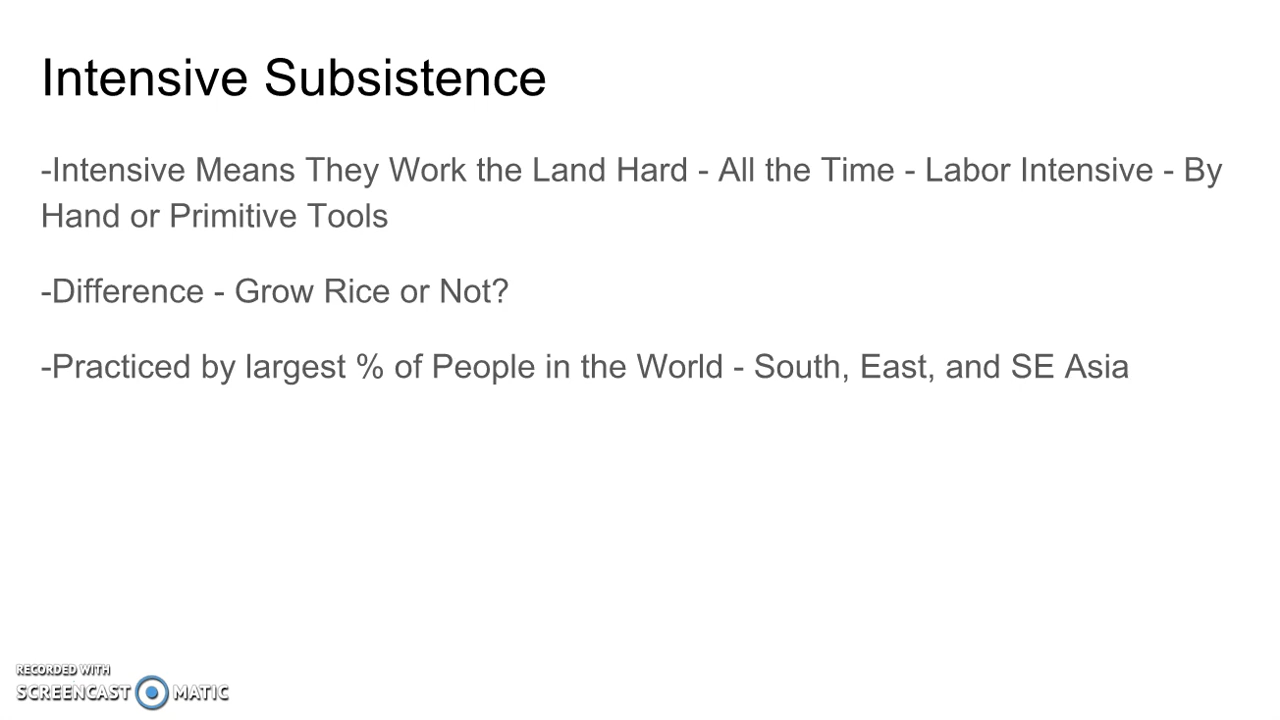 Intensive Subsistence
-Intensive Means They Work the Land Hard - All the Time - Labor Intensive - By
Hand or Primitive Tools
-Difference - Grow Rice or Not?
-Practiced by largest % of People in the World - South, East, and SE Asia
RECORDED WITH
SCREENCAST MATIC